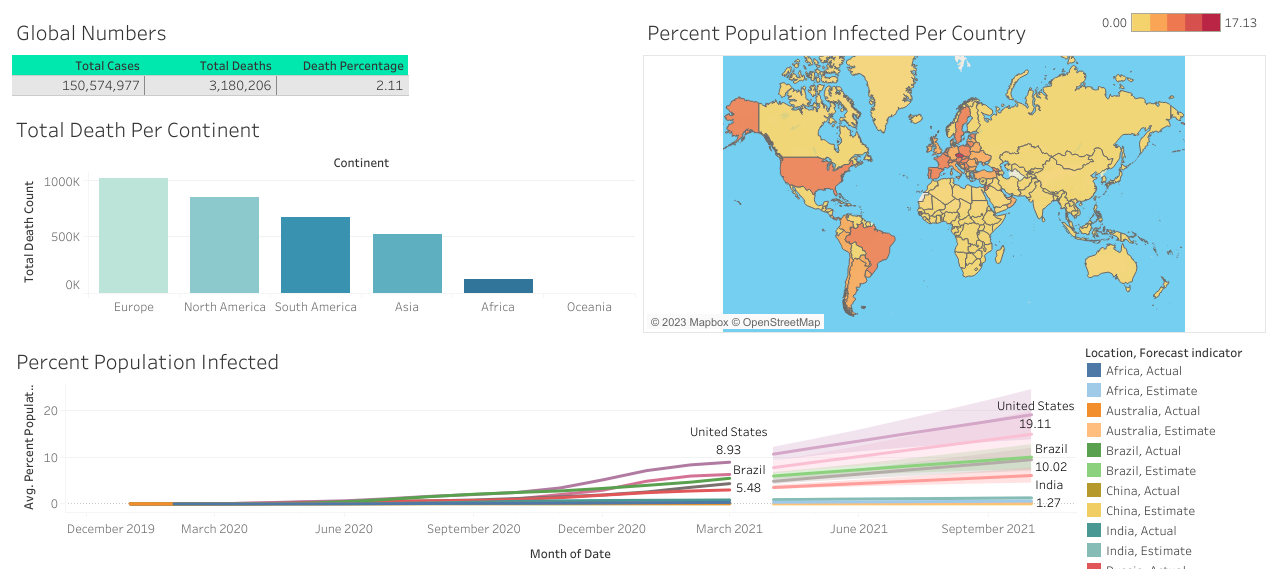 Global Numbers
Total Cases Total Deaths Death Percentage
150,574,977 3,180,206 2.11
Total Death Per Continent
Continent
Total Death Count
1000K
500K
0K
Europe North America South America Asia Africa Oceania
Percent Population Infected Per Country
0.00 17.13
© 2023 Mapbox © OpenStreetMap
Percent Population Infected
Avg. Percent Populat..
20
10
0
United States
8.93
Brazil
5.48
United States
19.11
Brazil
10.02
India
1.27
December 2019 March 2020 June 2020 September 2020 December 2020 March 2021 June 2021 September 2021
Month of Date
Location, Forecast indicator
Africa, Actual
Africa, Estimate
Australia, Actual
Australia, Estimate
Brazil, Actual
Brazil, Estimate
China, Actual
China, Estimate
India, Actual
India, Estimate
Russia, Actual